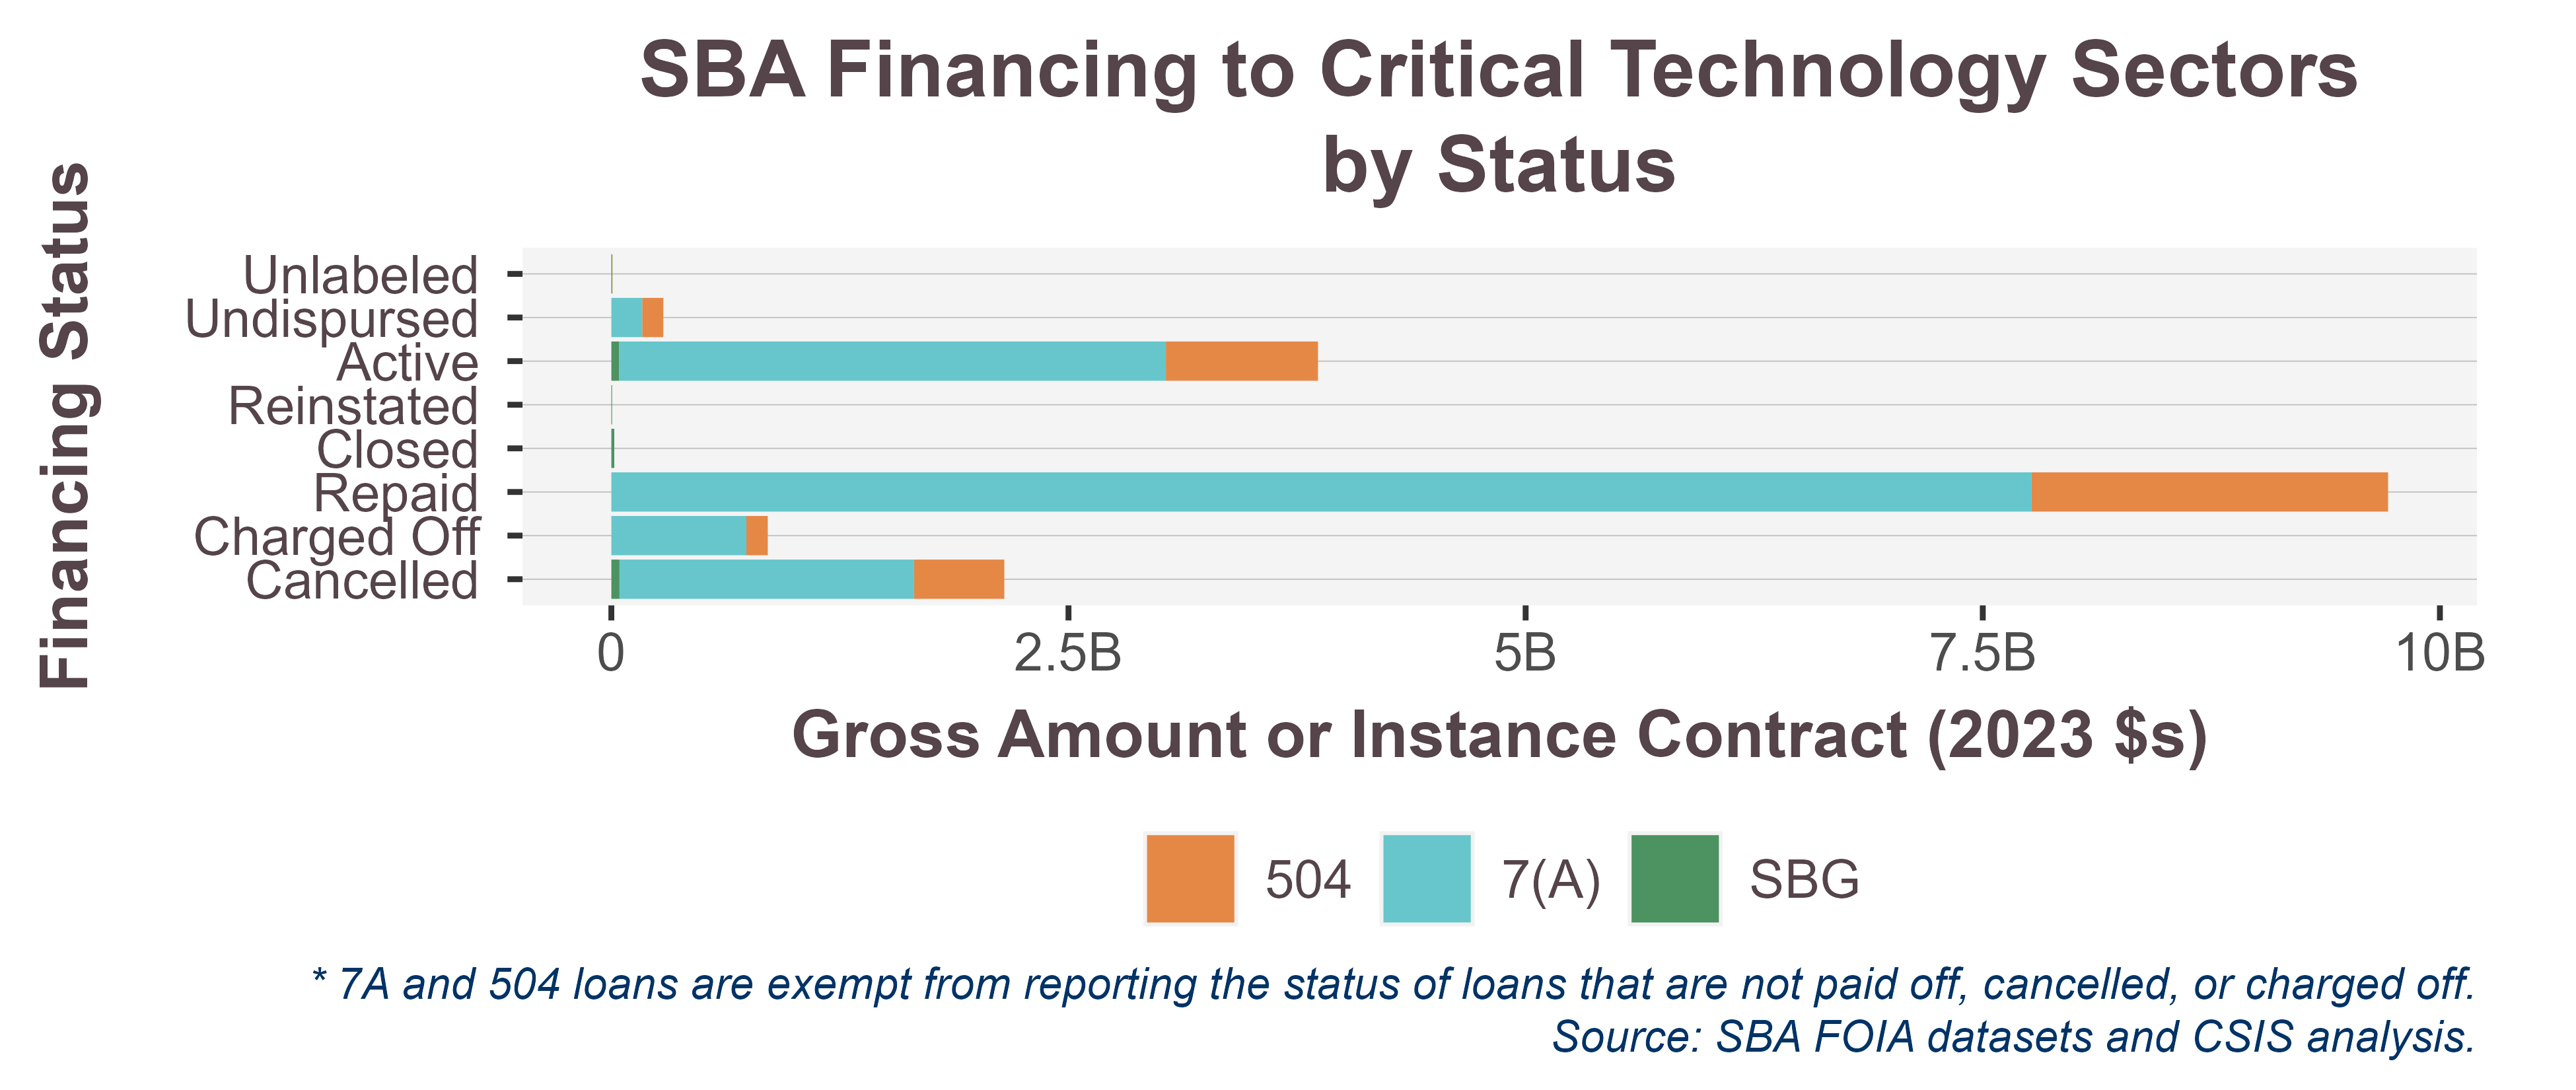 SBA Financing to Critical Technology Sectors
by Status
Financing Status
Unlabeled
Undispursed
Active
Reinstated
Closed
Repaid
Charged Off
Cancelled
0 2.5B 5B 7.5B 10B
Gross Amount or Instance Contract (2023 $s)
504 7(A) SBG
* 7A and 504 loans are exempt from reporting the status of loans that are not paid off, cancelled, or charged off.
Source: SBA FOIA datasets and CSIS analysis.